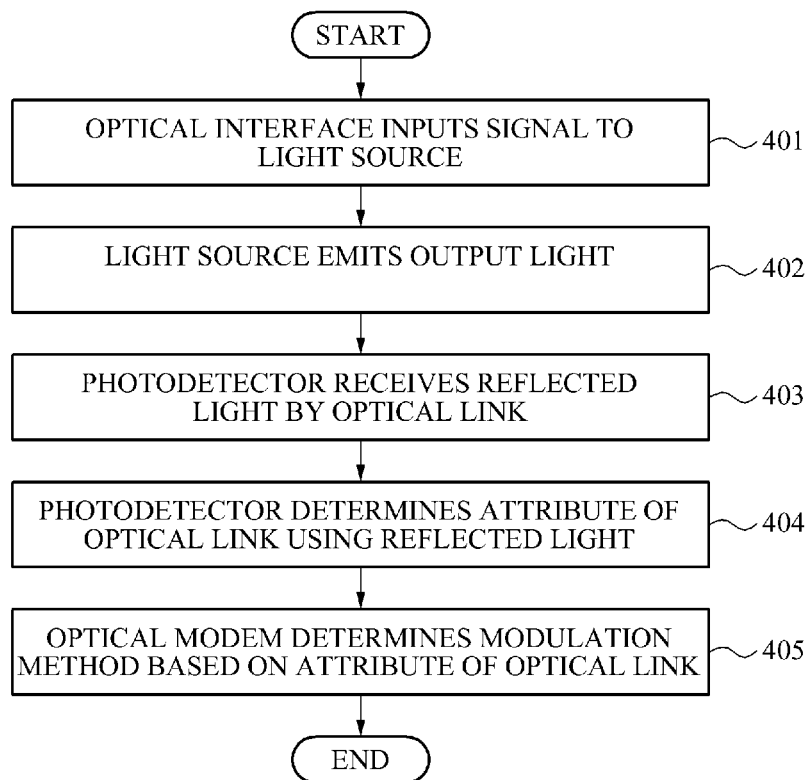 START
OPTICAL INTERFACE INPUTS SIGNAL TO
LIGHT SOURCE
401
LIGHT SOURCE EMITS OUTPUT LIGHT
402
PHOTODETECTOR RECEIVES REFLECTED
LIGHT BY OPTICAL LINK
403
PHOTODETECTOR DETERMINES ATTRIBUTE OF
OPTICAL LINK USING REFLECTED LIGHT
404
OPTICAL MODEM DETERMINES MODULATION
METHOD BASED ON ATTRIBUTE OF OPTICAL LINK
405
END